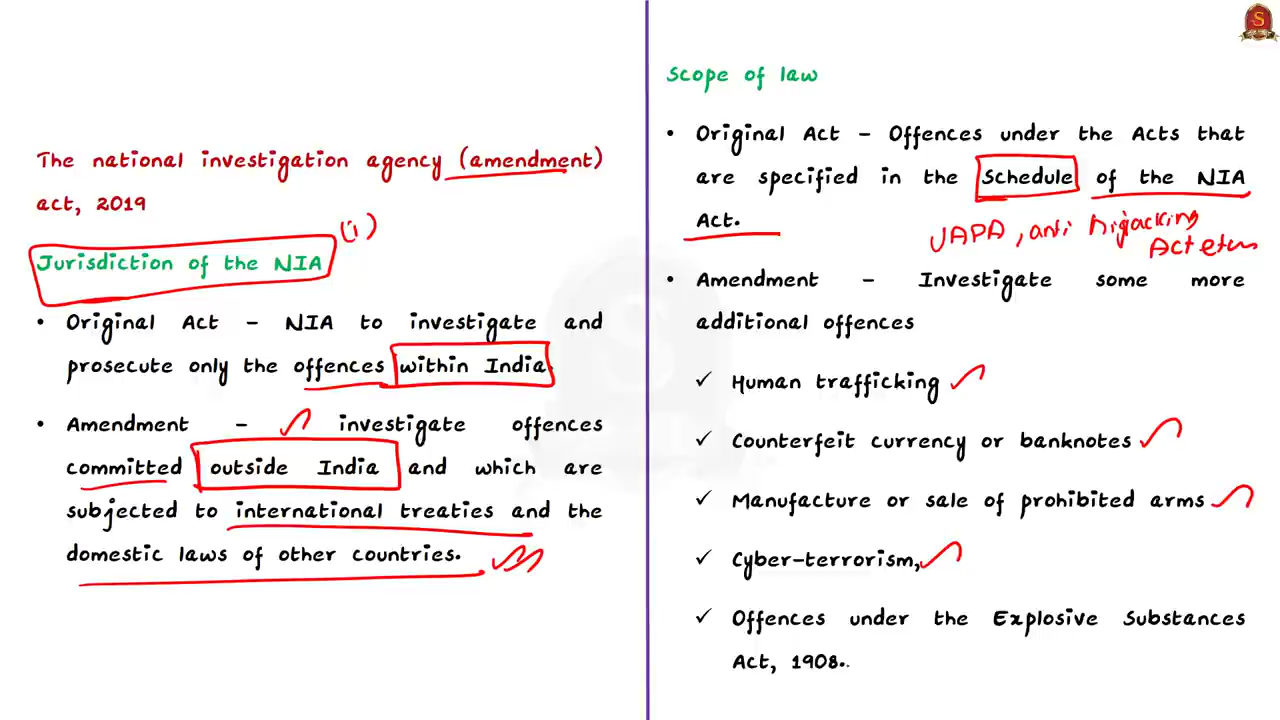 The national investigation agency (amendment)
act, 2019
(1)
Jurisdiction of the NIA
• Original Act - NIA to investigate and
prosecute only the offences within India.
• Amendment - investigate offences
committed outside India and which are
subjected to international treaties and the
domestic laws of other countries.
Scope of law
• Original Act - Offences under the Acts that
are specified in the Schedule of the NIA
Act.
UAPA, anti hijacking
Act etc
• Amendment - Investigate some more
additional offences
✓ Human trafficking
✓ Counterfeit currency or banknotes
✓ Manufacture or sale of prohibited arms
✓ Cyber-terrorism,
✓ Offences under the Explosive Substances
Act, 1908.